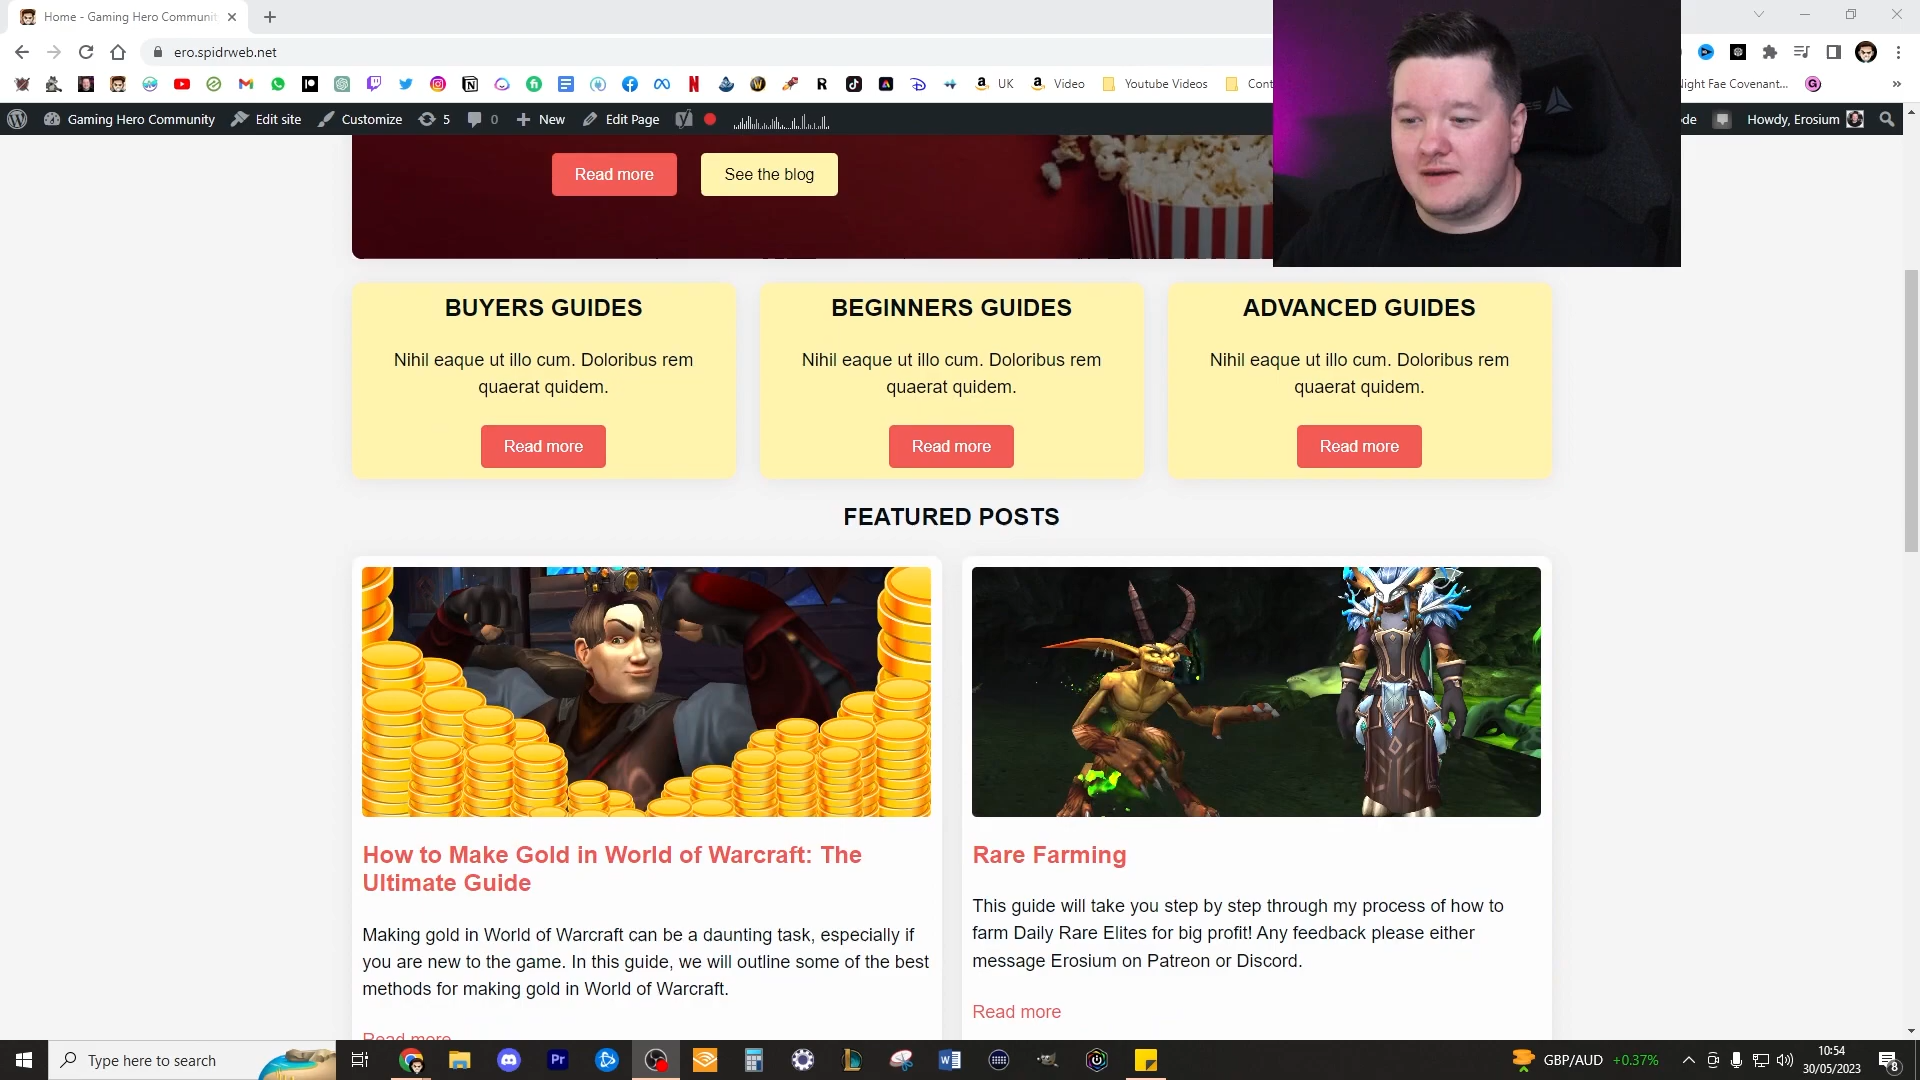 Home - Gaming Hero Communit
ero.spidrweb.net
UK
Video
Youtube Videos
Cont
Night Fae Covenant...
Gaming Hero Community
Edit site
Customize
5
0
New
Edit Page
de
Howdy, Erosium
Read more
See the blog
BUYERS GUIDES
Nihil eaque ut illo cum. Doloribus rem
quaerat quidem.
Read more
BEGINNERS GUIDES
Nihil eaque ut illo cum. Doloribus rem
quaerat quidem.
Read more
ADVANCED GUIDES
Nihil eaque ut illo cum. Doloribus rem
quaerat quidem.
Read more
FEATURED POSTS
How to Make Gold in World of Warcraft: The
Ultimate Guide
Making gold in World of Warcraft can be a daunting task, especially if
you are new to the game. In this guide, we will outline some of the best
methods for making gold in World of Warcraft.
Read more
Rare Farming
This guide will take you step by step through my process of how to
farm Daily Rare Elites for big profit! Any feedback please either
message Erosium on Patreon or Discord.
Read more
Type here to search
GBP/AUD +0.37%
10:54
30/05/2023
8